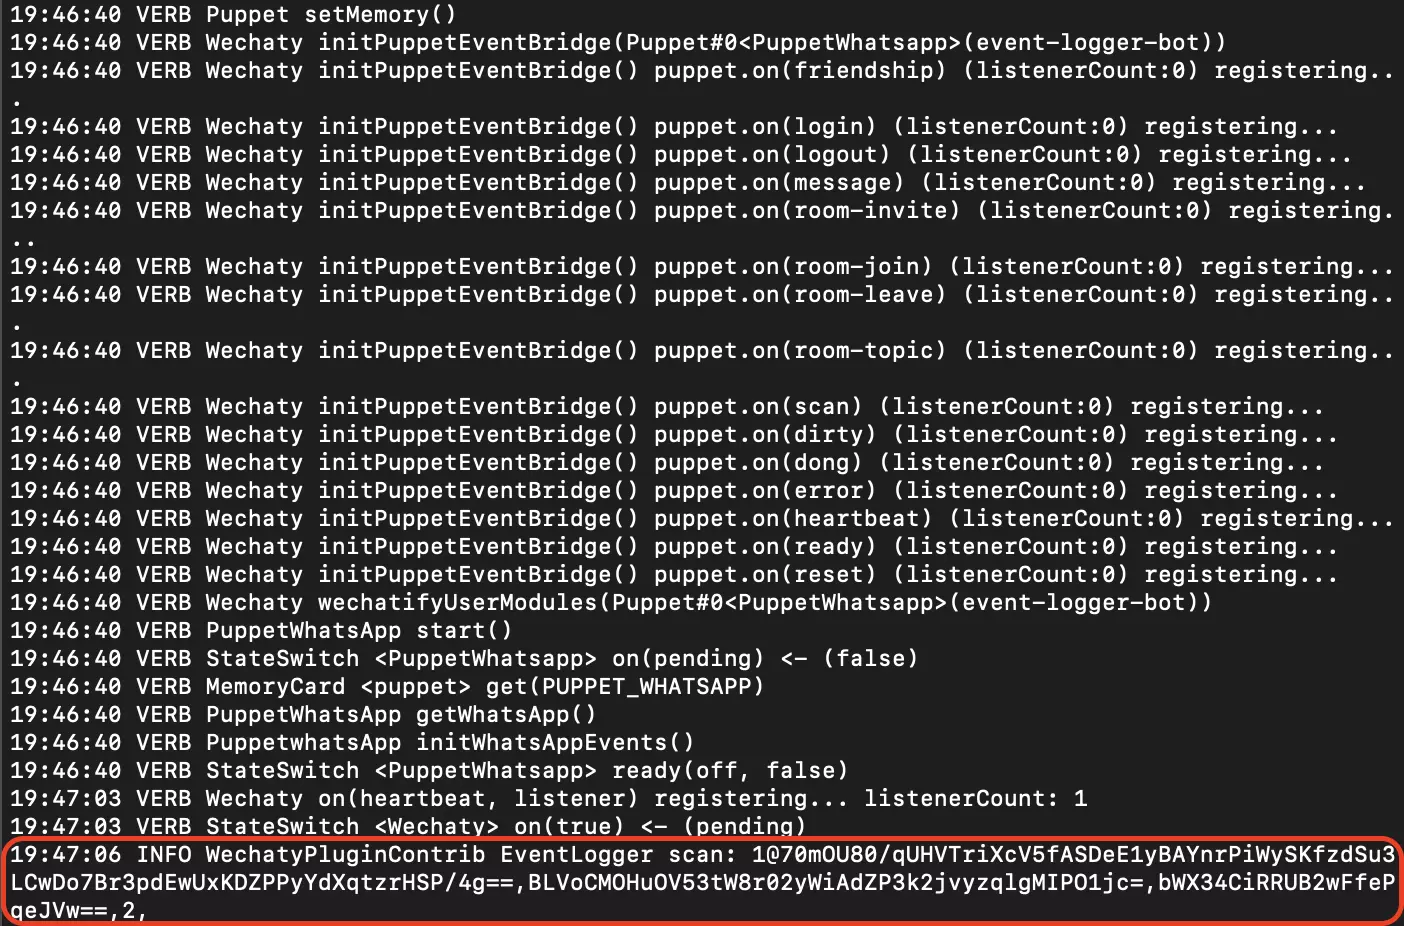 19:46:40 VERB Puppet setMemory()
19:46:40 VERB Wechaty initPuppetEventBridge(Puppet#0<PuppetWhatsapp>(event-logger-bot))
19:46:40 VERB Wechaty initPuppetEventBridge() puppet.on(friendship) (listenerCount:0) registering..
.
19:46:40 VERB Wechaty initPuppetEventBridge() puppet.on(login) (listenerCount:0) registering...
19:46:40 VERB Wechaty initPuppetEventBridge() puppet.on(logout) (listenerCount:0) registering...
19:46:40 VERB Wechaty initPuppetEventBridge() puppet.on(message) (listenerCount:0) registering...
19:46:40 VERB Wechaty initPuppetEventBridge() puppet.on(room-invite) (listenerCount:0) registering.
..
19:46:40 VERB Wechaty initPuppetEventBridge() puppet.on(room-join) (listenerCount:0) registering...
19:46:40 VERB Wechaty initPuppetEventBridge() puppet.on(room-leave) (listenerCount:0) registering..
.
19:46:40 VERB Wechaty initPuppetEventBridge() puppet.on(room-topic) (listenerCount:0) registering..
.
19:46:40 VERB Wechaty initPuppetEventBridge() puppet.on(scan) (listenerCount:0) registering...
19:46:40 VERB Wechaty initPuppetEventBridge() puppet.on(dirty) (listenerCount:0) registering...
19:46:40 VERB Wechaty initPuppetEventBridge() puppet.on(dong) (listenerCount:0) registering...
19:46:40 VERB Wechaty initPuppetEventBridge() puppet.on(error) (listenerCount:0) registering...
19:46:40 VERB Wechaty initPuppetEventBridge() puppet.on(heartbeat) (listenerCount:0) registering...
19:46:40 VERB Wechaty initPuppetEventBridge() puppet.on(ready) (listenerCount:0) registering...
19:46:40 VERB Wechaty initPuppetEventBridge() puppet.on(reset) (listenerCount:0) registering...
19:46:40 VERB Wechaty wechatifyUserModules(Puppet#0<PuppetWhatsapp>(event-logger-bot))
19:46:40 VERB PuppetWhatsApp start()
19:46:40 VERB StateSwitch <PuppetWhatsapp> on(pending) <- (false)
19:46:40 VERB MemoryCard <puppet> get(PUPPET_WHATSAPP)
19:46:40 VERB PuppetWhatsApp getWhatsApp()
19:46:40 VERB PuppetwhatsApp initWhatsAppEvents()
19:46:40 VERB StateSwitch <PuppetWhatsapp> ready(off, false)
19:47:03 VERB Wechaty on(heartbeat, listener) registering... listenerCount: 1
19:47:03 VERB StateSwitch <Wechaty> on(true) <- (pending)
19:47:06 INFO WechatyPluginContrib EventLogger scan: 1@70mOU80/qUHVTriXcV5fASDeE1yBAYnrPiWySKfzdSu3
LCwDo7Br3pdEwUxKDZPPyYdXqtzrHSP/4g==,BLVoCMOHuOV53tW8r02yWiAdZP3k2jvyzqlgMIPO1jc=,bWX34CiRRUB2wFfeP
qeJVw==,2,